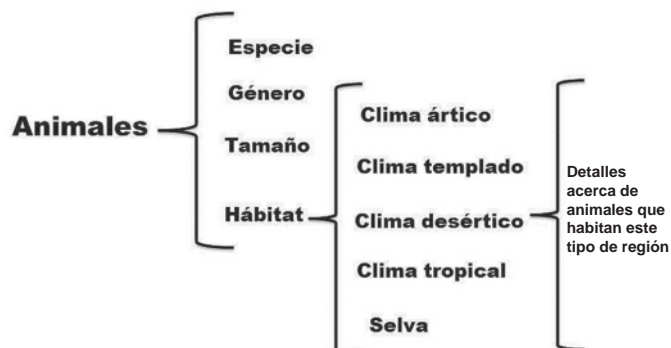 Animales
Especie
Género
Tamaño
Hábitat
Clima ártico
Clima templado
Clima desértico
Clima tropical
Selva
Detalles
acerca de
animales que
habitan este
tipo de región